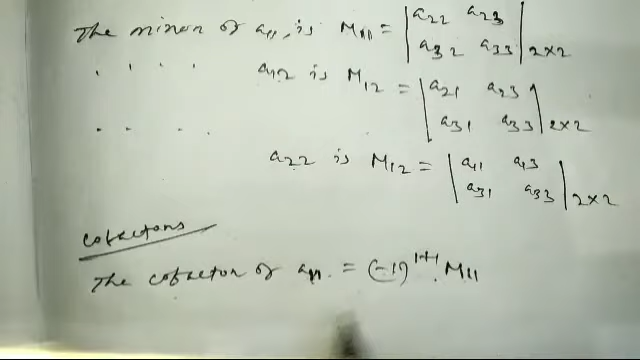 The minor of a11, is M11 = | a22 a23
a32 a33 | 2×2
" " " " a12 is M12 = | a21 a23
a31 a33 | 2×2
" " " " a22 is M12 = | a11 a13
a31 a33 | 2×2
cofactors
The cofactor of a11. = (-1)^1+1. M11